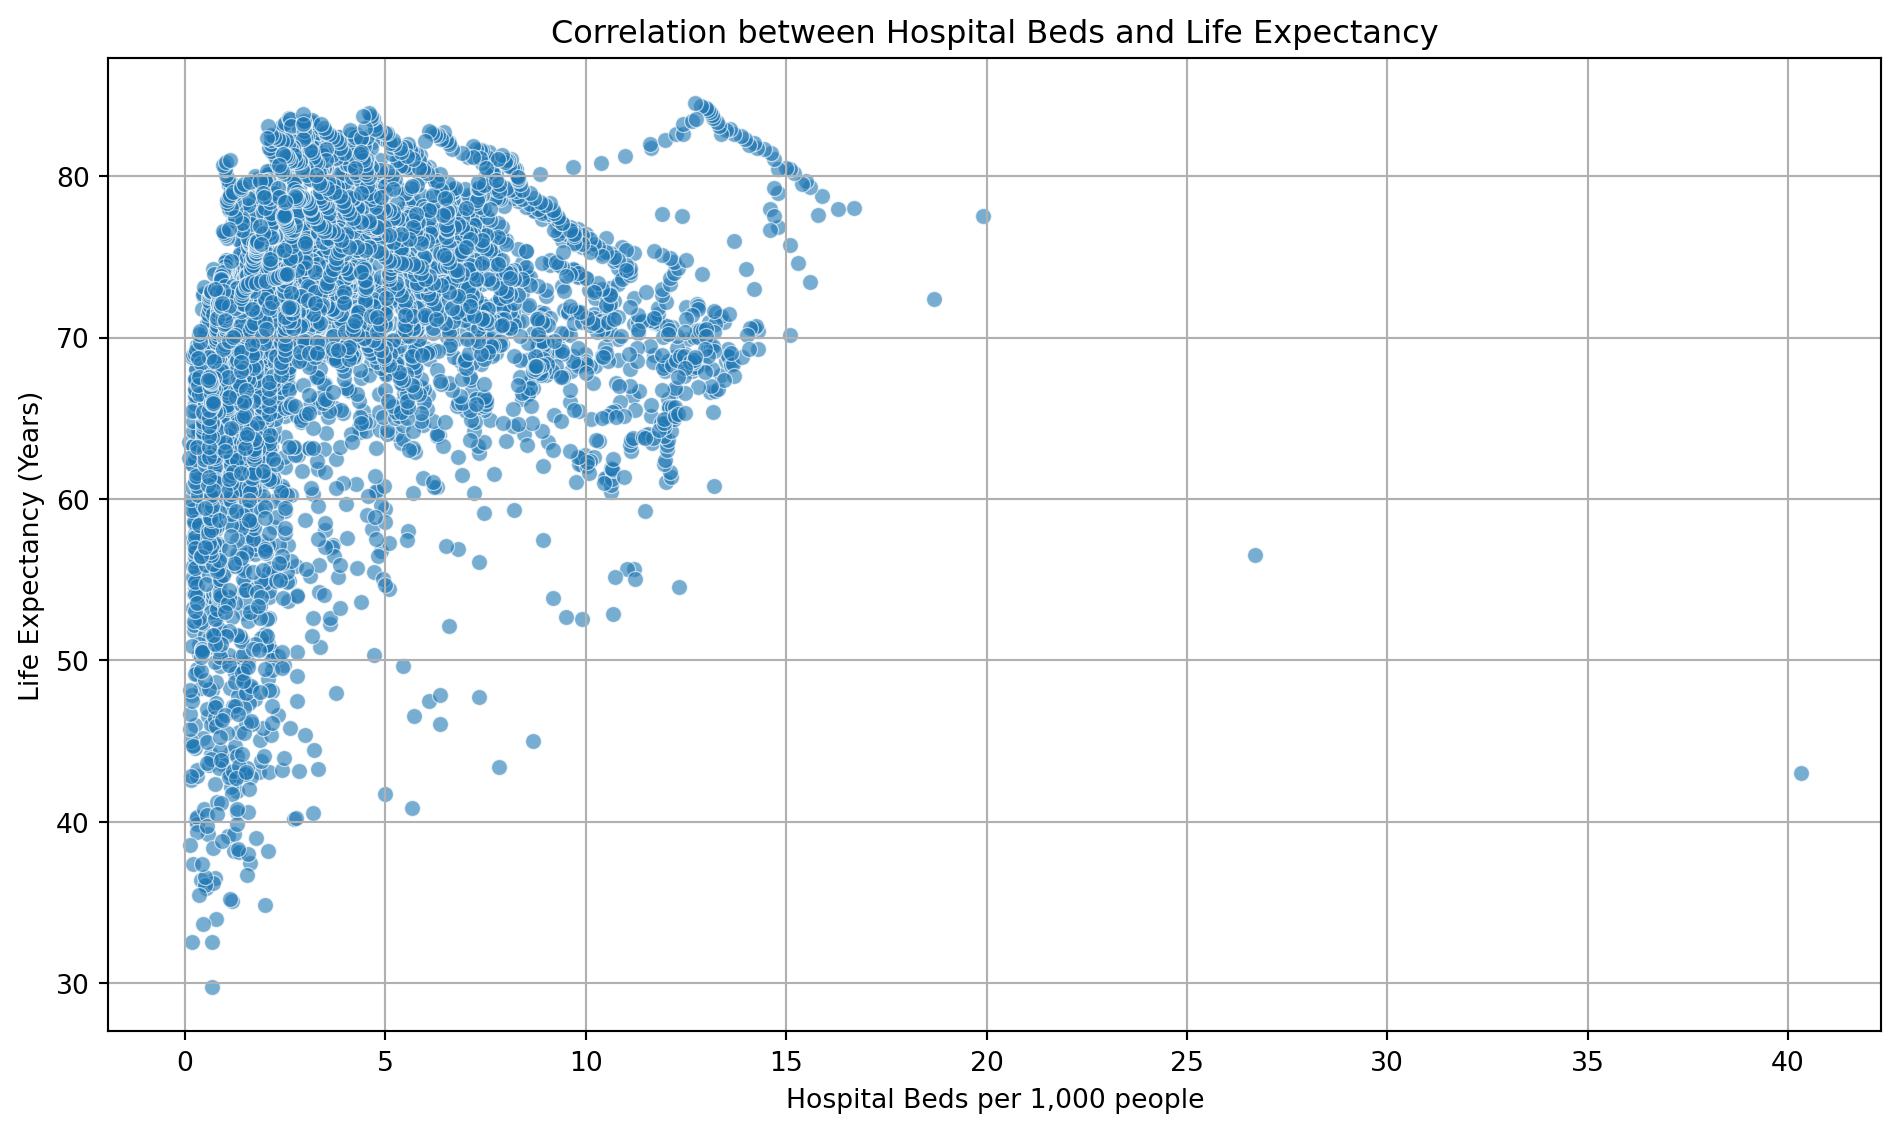 Correlation between Hospital Beds and Life Expectancy
Life Expectancy (Years)
80
70
60
50
40
30
0 5 10 15 20 25 30 35 40
Hospital Beds per 1,000 people